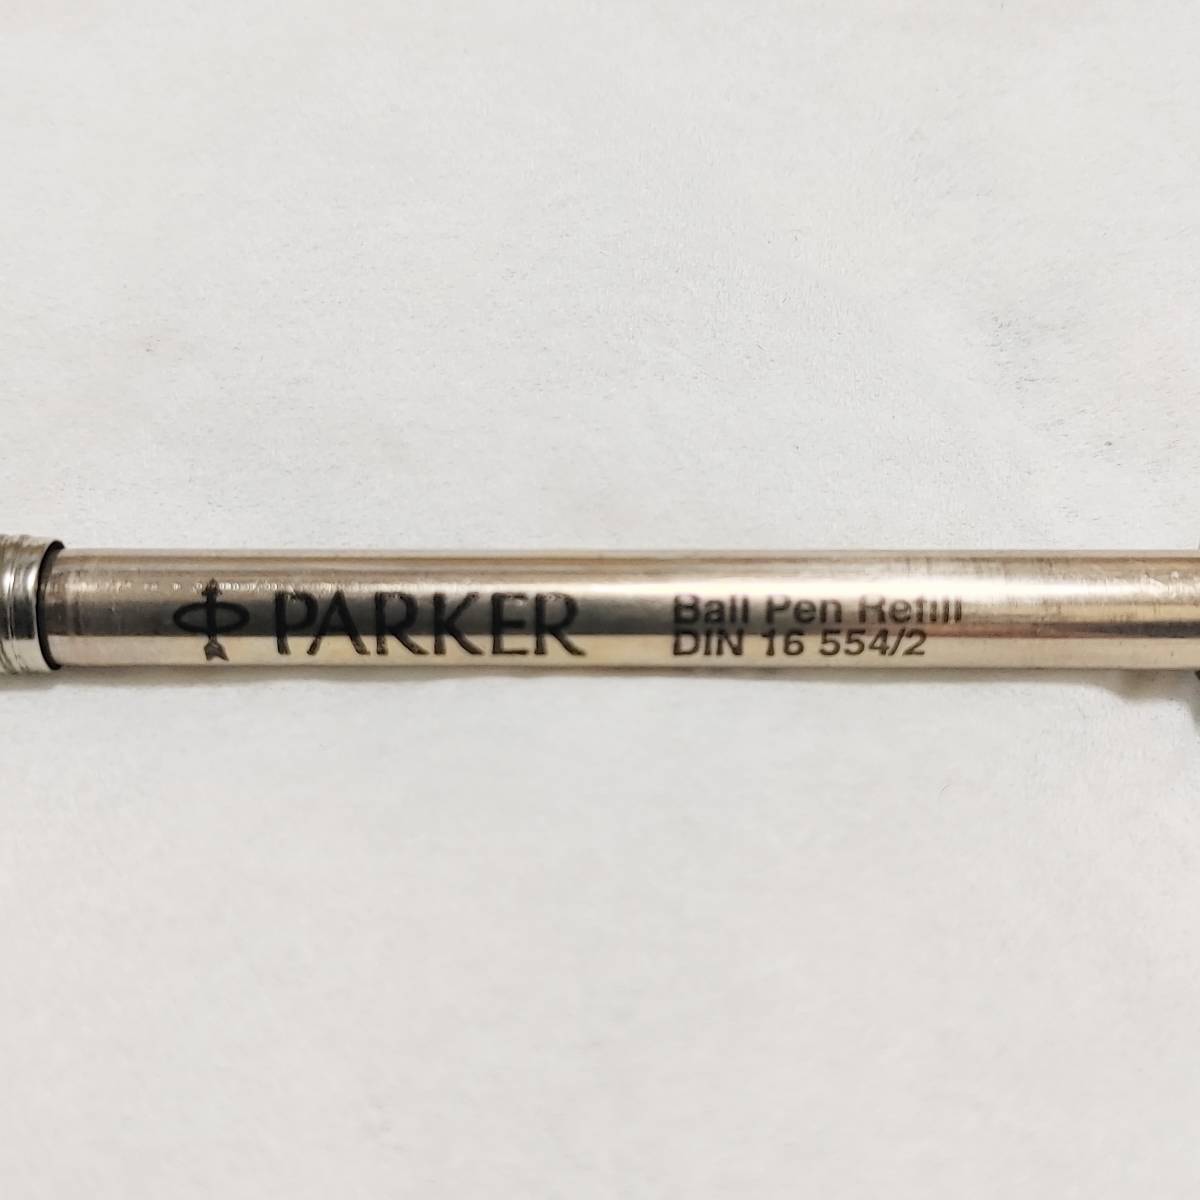 PARKER
Ball Pen Refill
DIN 16 554/2